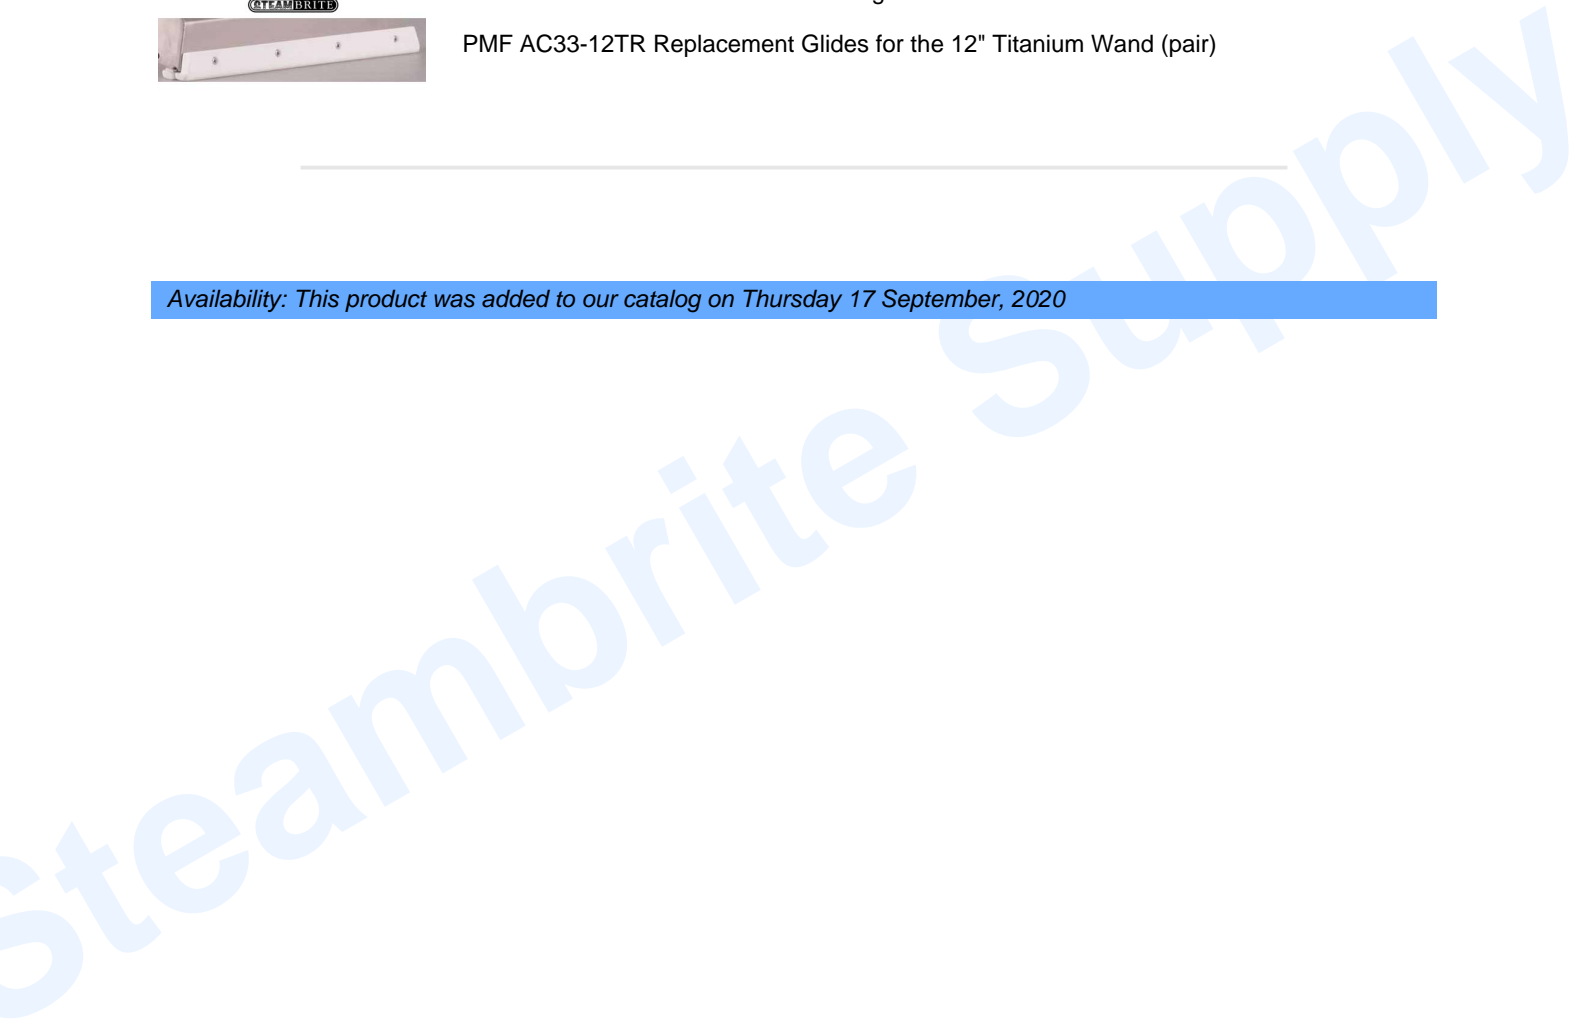 STEAMBRITE
PMF AC33-12TR Replacement Glides for the 12" Titanium Wand (pair)
Availability: This product was added to our catalog on Thursday 17 September, 2020
Steambrite Supply